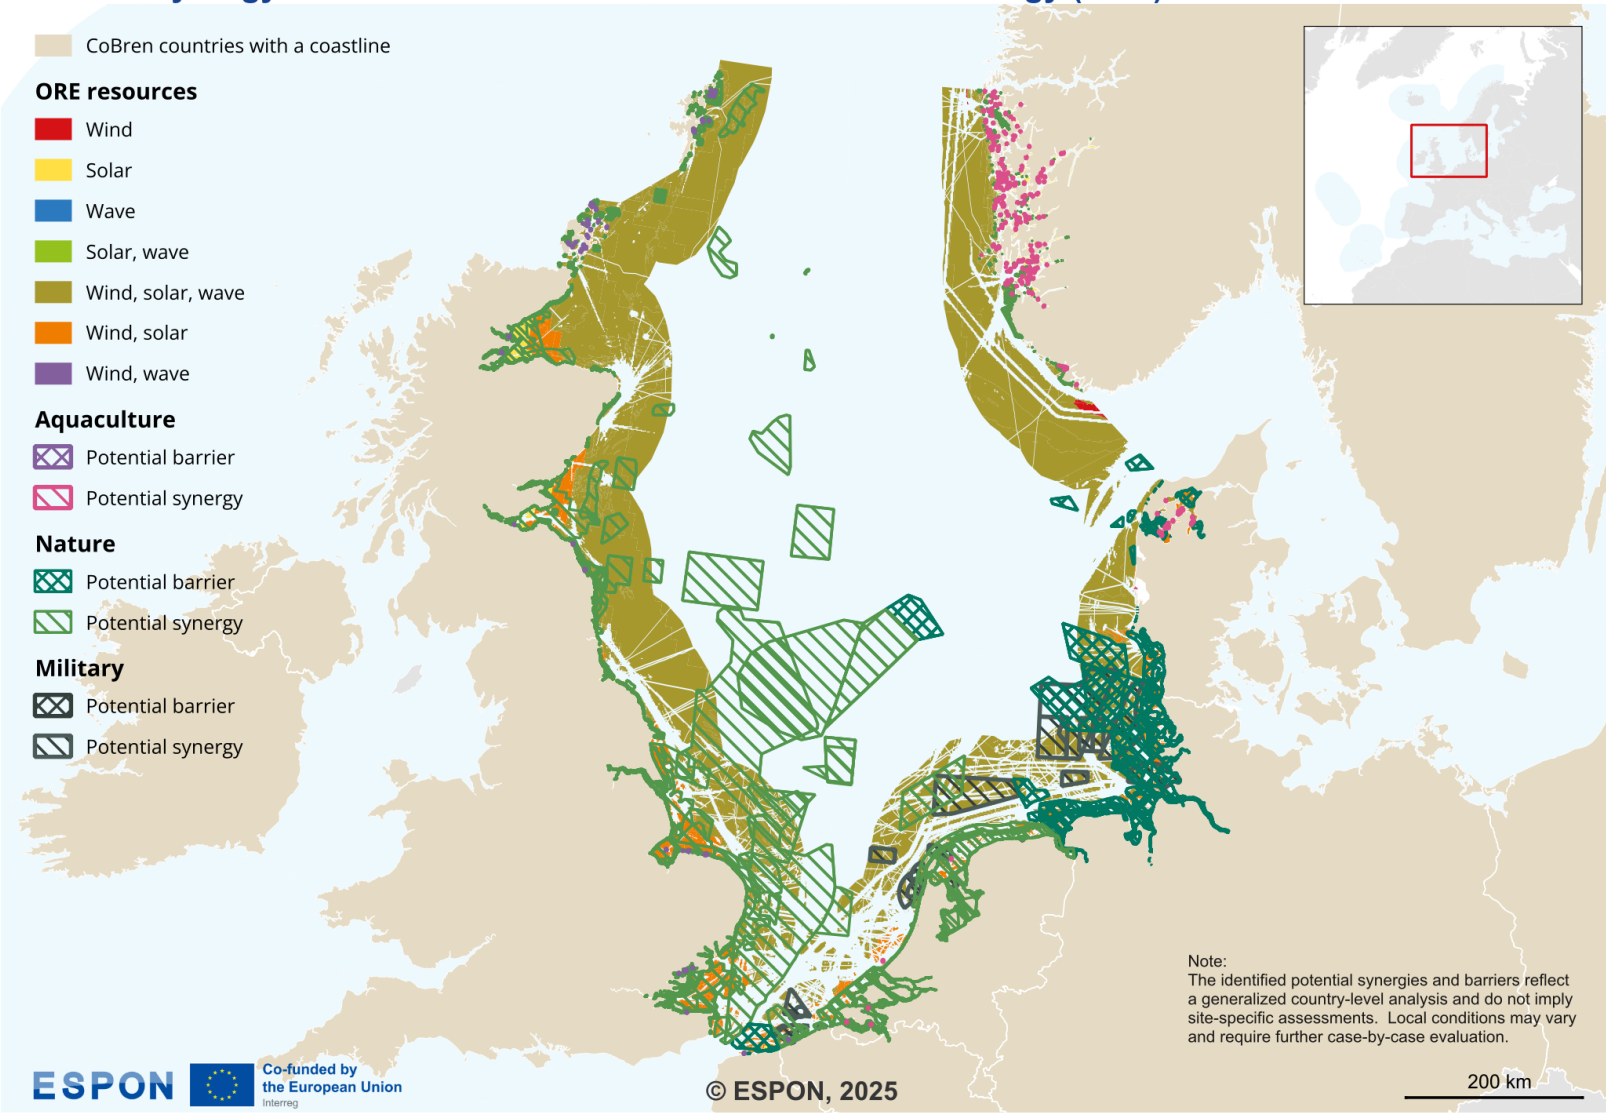 CoBren countries with a coastline
ORE resources
Wind
Solar
Wave
Solar, wave
Wind, solar, wave
Wind, solar
Wind, wave
Aquaculture
Potential barrier
Potential synergy
Nature
Potential barrier
Potential synergy
Military
Potential barrier
Potential synergy
Note:
The identified potential synergies and barriers reflect
a generalized country-level analysis and do not imply
site-specific assessments. Local conditions may vary
and require further case-by-case evaluation.
ESPON
Co-funded by
the European Union
Interreg
© ESPON, 2025
200 km